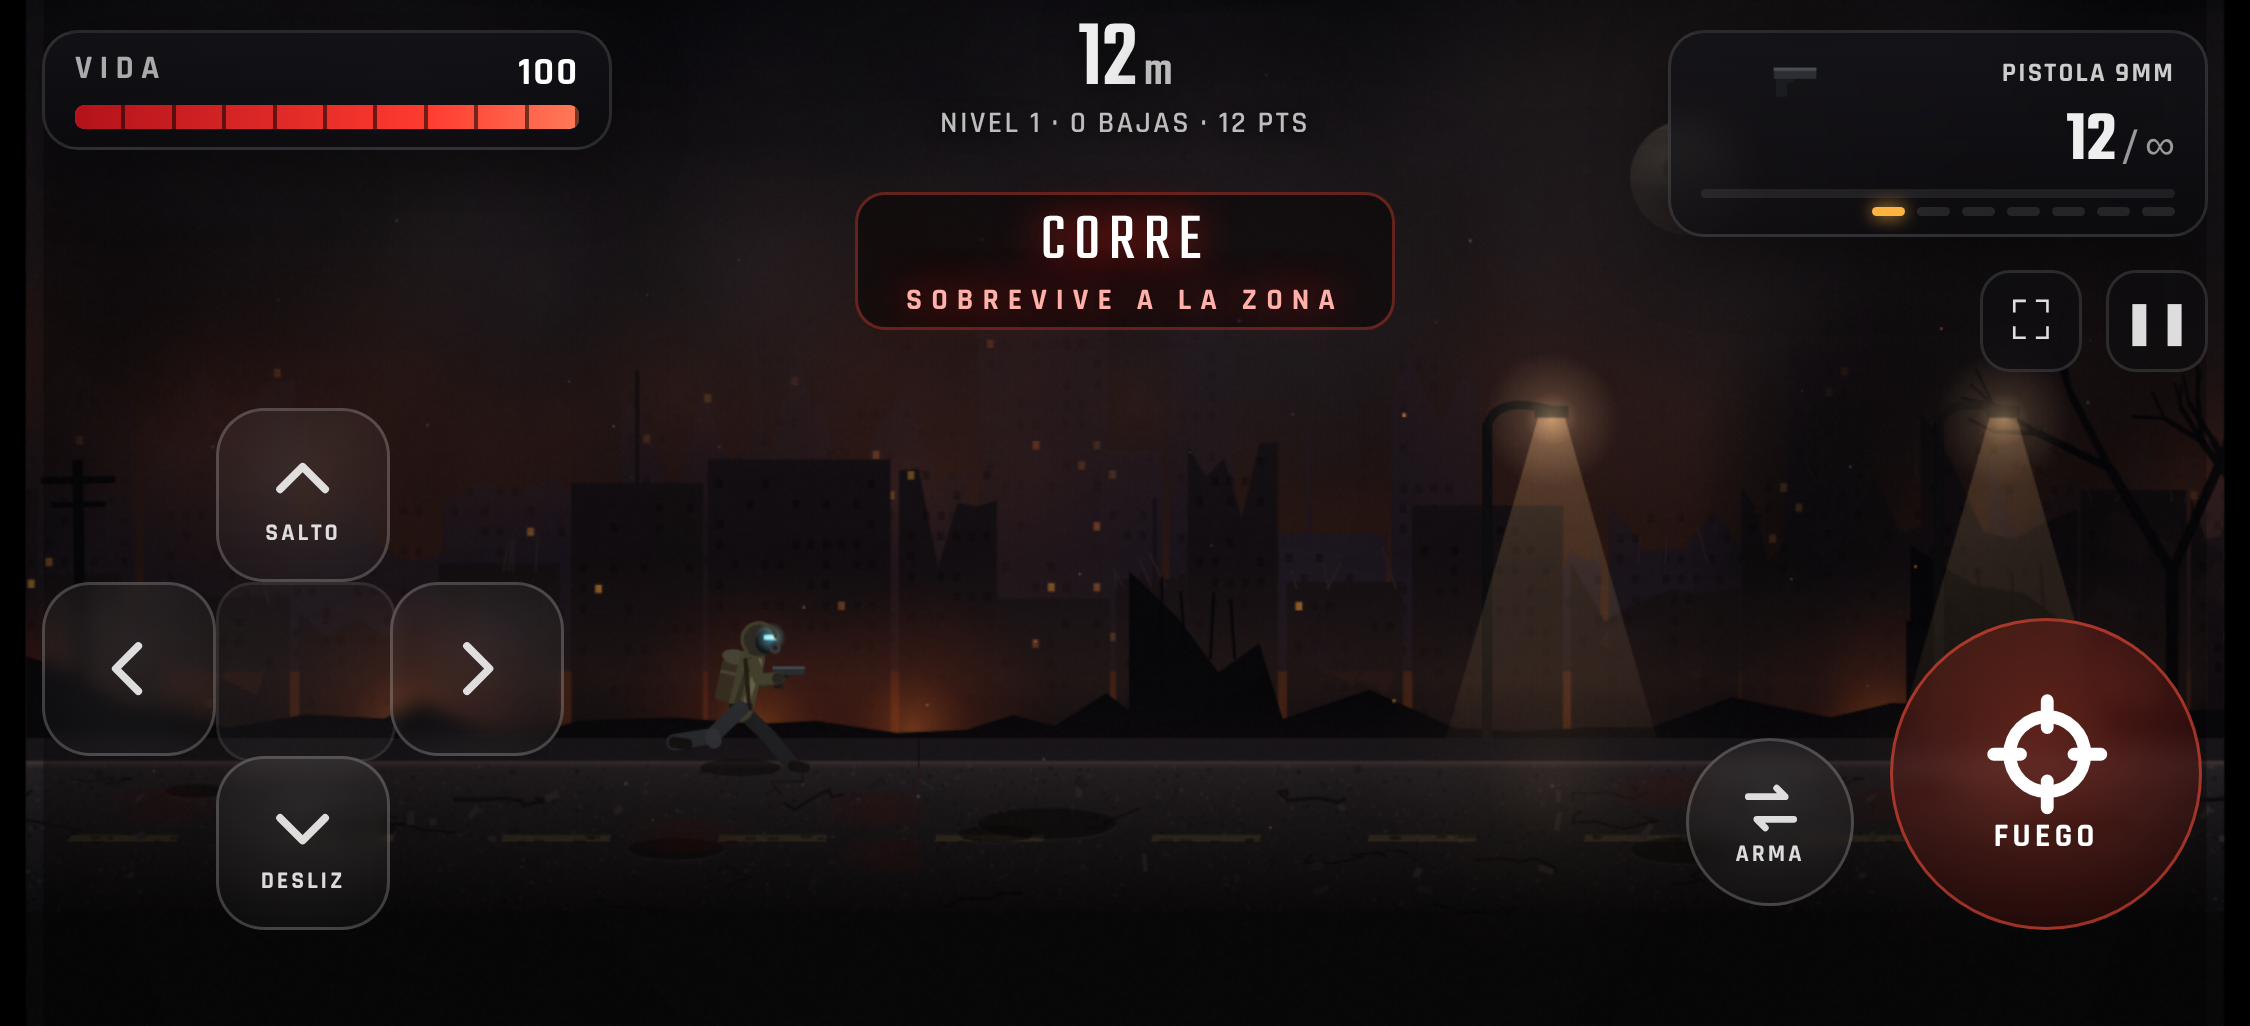 VIDA 100
12 m
NIVEL 1 · 0 BAJAS · 12 PTS
PISTOLA 9MM
12 / ∞
CORRE
SOBREVIVE A LA ZONA
SALTO
DESLIZ
ARMA
FUEGO